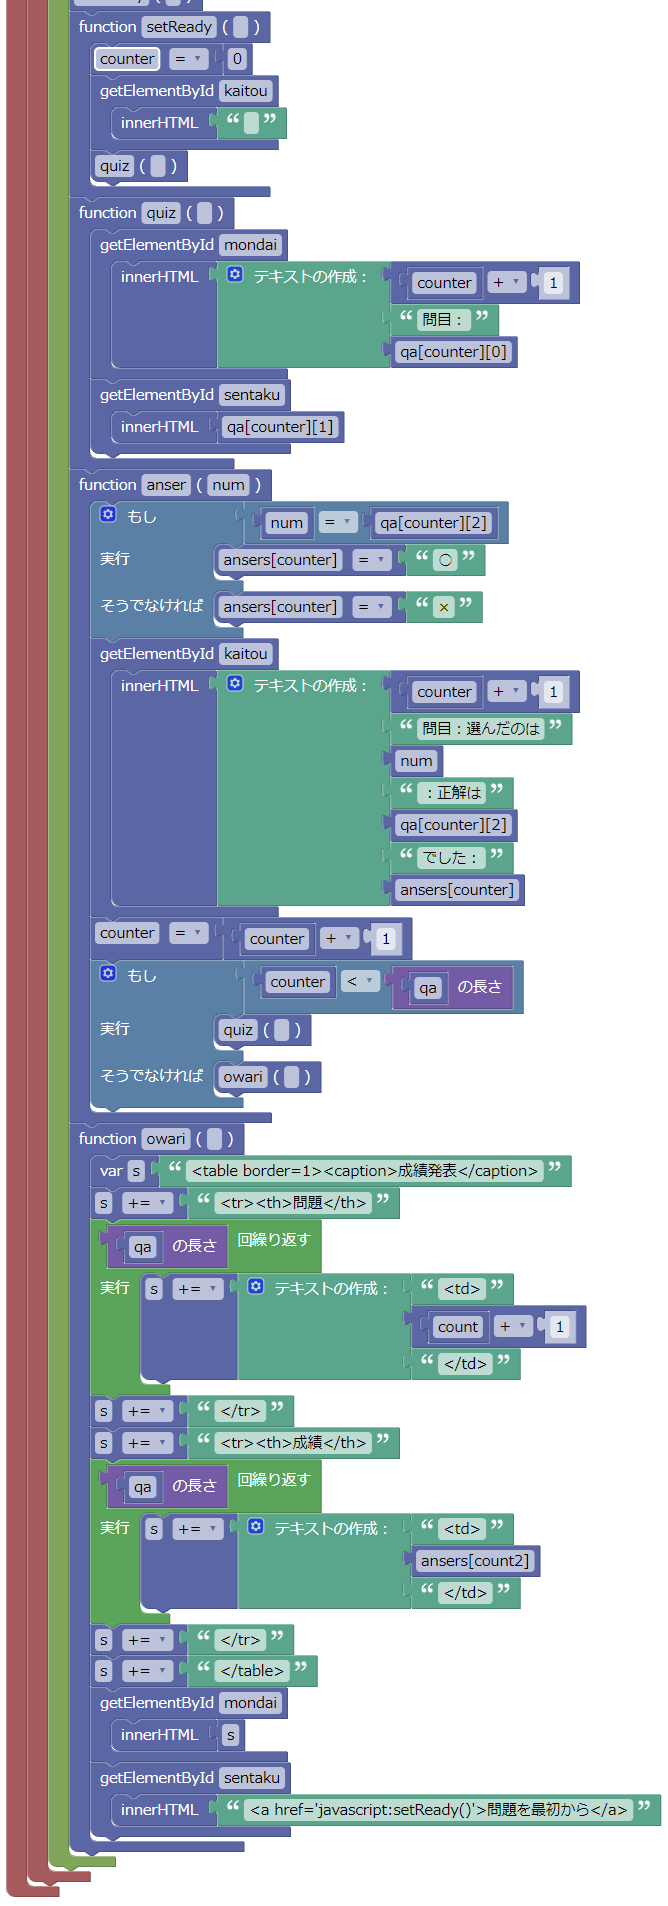 function setReady ( )
counter = 0
getElementById kaitou
innerHTML “ ”
quiz ( )
function quiz ( )
getElementById mondai
innerHTML テキストの作成： counter + 1
“ 問目： ”
qa[counter][0]
getElementById sentaku
innerHTML qa[counter][1]
function anser ( num )
もし num = qa[counter][2]
実行 ansers[counter] = “ ○ ”
そうでなければ ansers[counter] = “ × ”
getElementById kaitou
innerHTML テキストの作成： counter + 1
“ 問目：選んだのは ”
num
“ ：正解は ”
qa[counter][2]
“ でした： ”
ansers[counter]
counter = counter + 1
もし counter < qa の長さ
実行 quiz ( )
そうでなければ owari ( )
function owari ( )
var s “ <table border=1><caption>成績発表</caption> ”
s += “ <tr><th>問題</th> ”
qa の長さ 回繰り返す
実行 s += テキストの作成： “ <td> ”
count + 1
“ </td> ”
s += “ </tr> ”
s += “ <tr><th>成績</th> ”
qa の長さ 回繰り返す
実行 s += テキストの作成： “ <td> ”
ansers[count2]
“ </td> ”
s += “ </tr> ”
s += “ </table> ”
getElementById mondai
innerHTML s
getElementById sentaku
innerHTML “ <a href='javascript:setReady()'>問題を最初から</a> ”